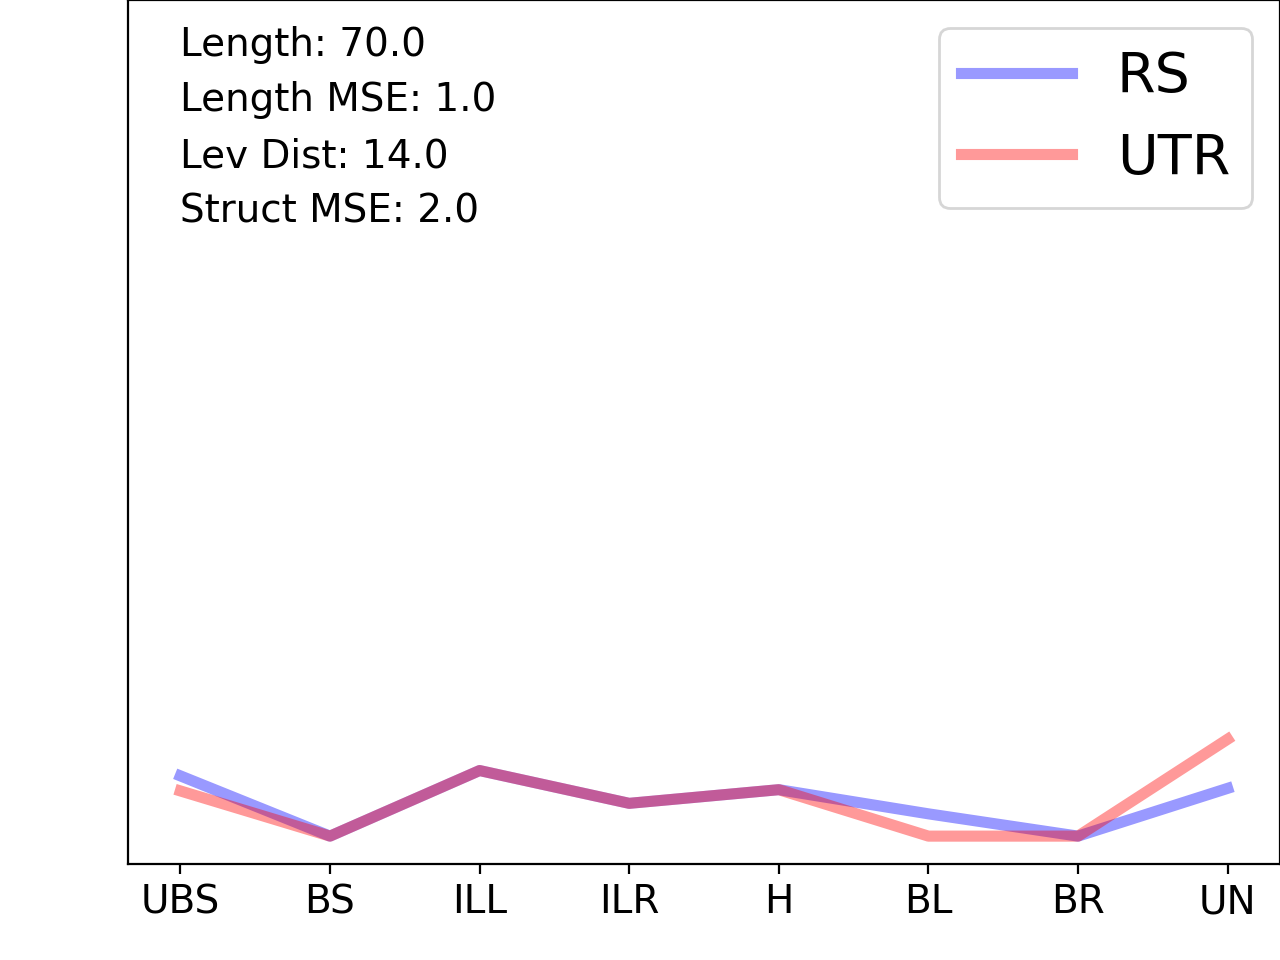 Length: 70.0
Length MSE: 1.0
Lev Dist: 14.0
Struct MSE: 2.0
RS
UTR
UBS BS ILL ILR H BL BR UN